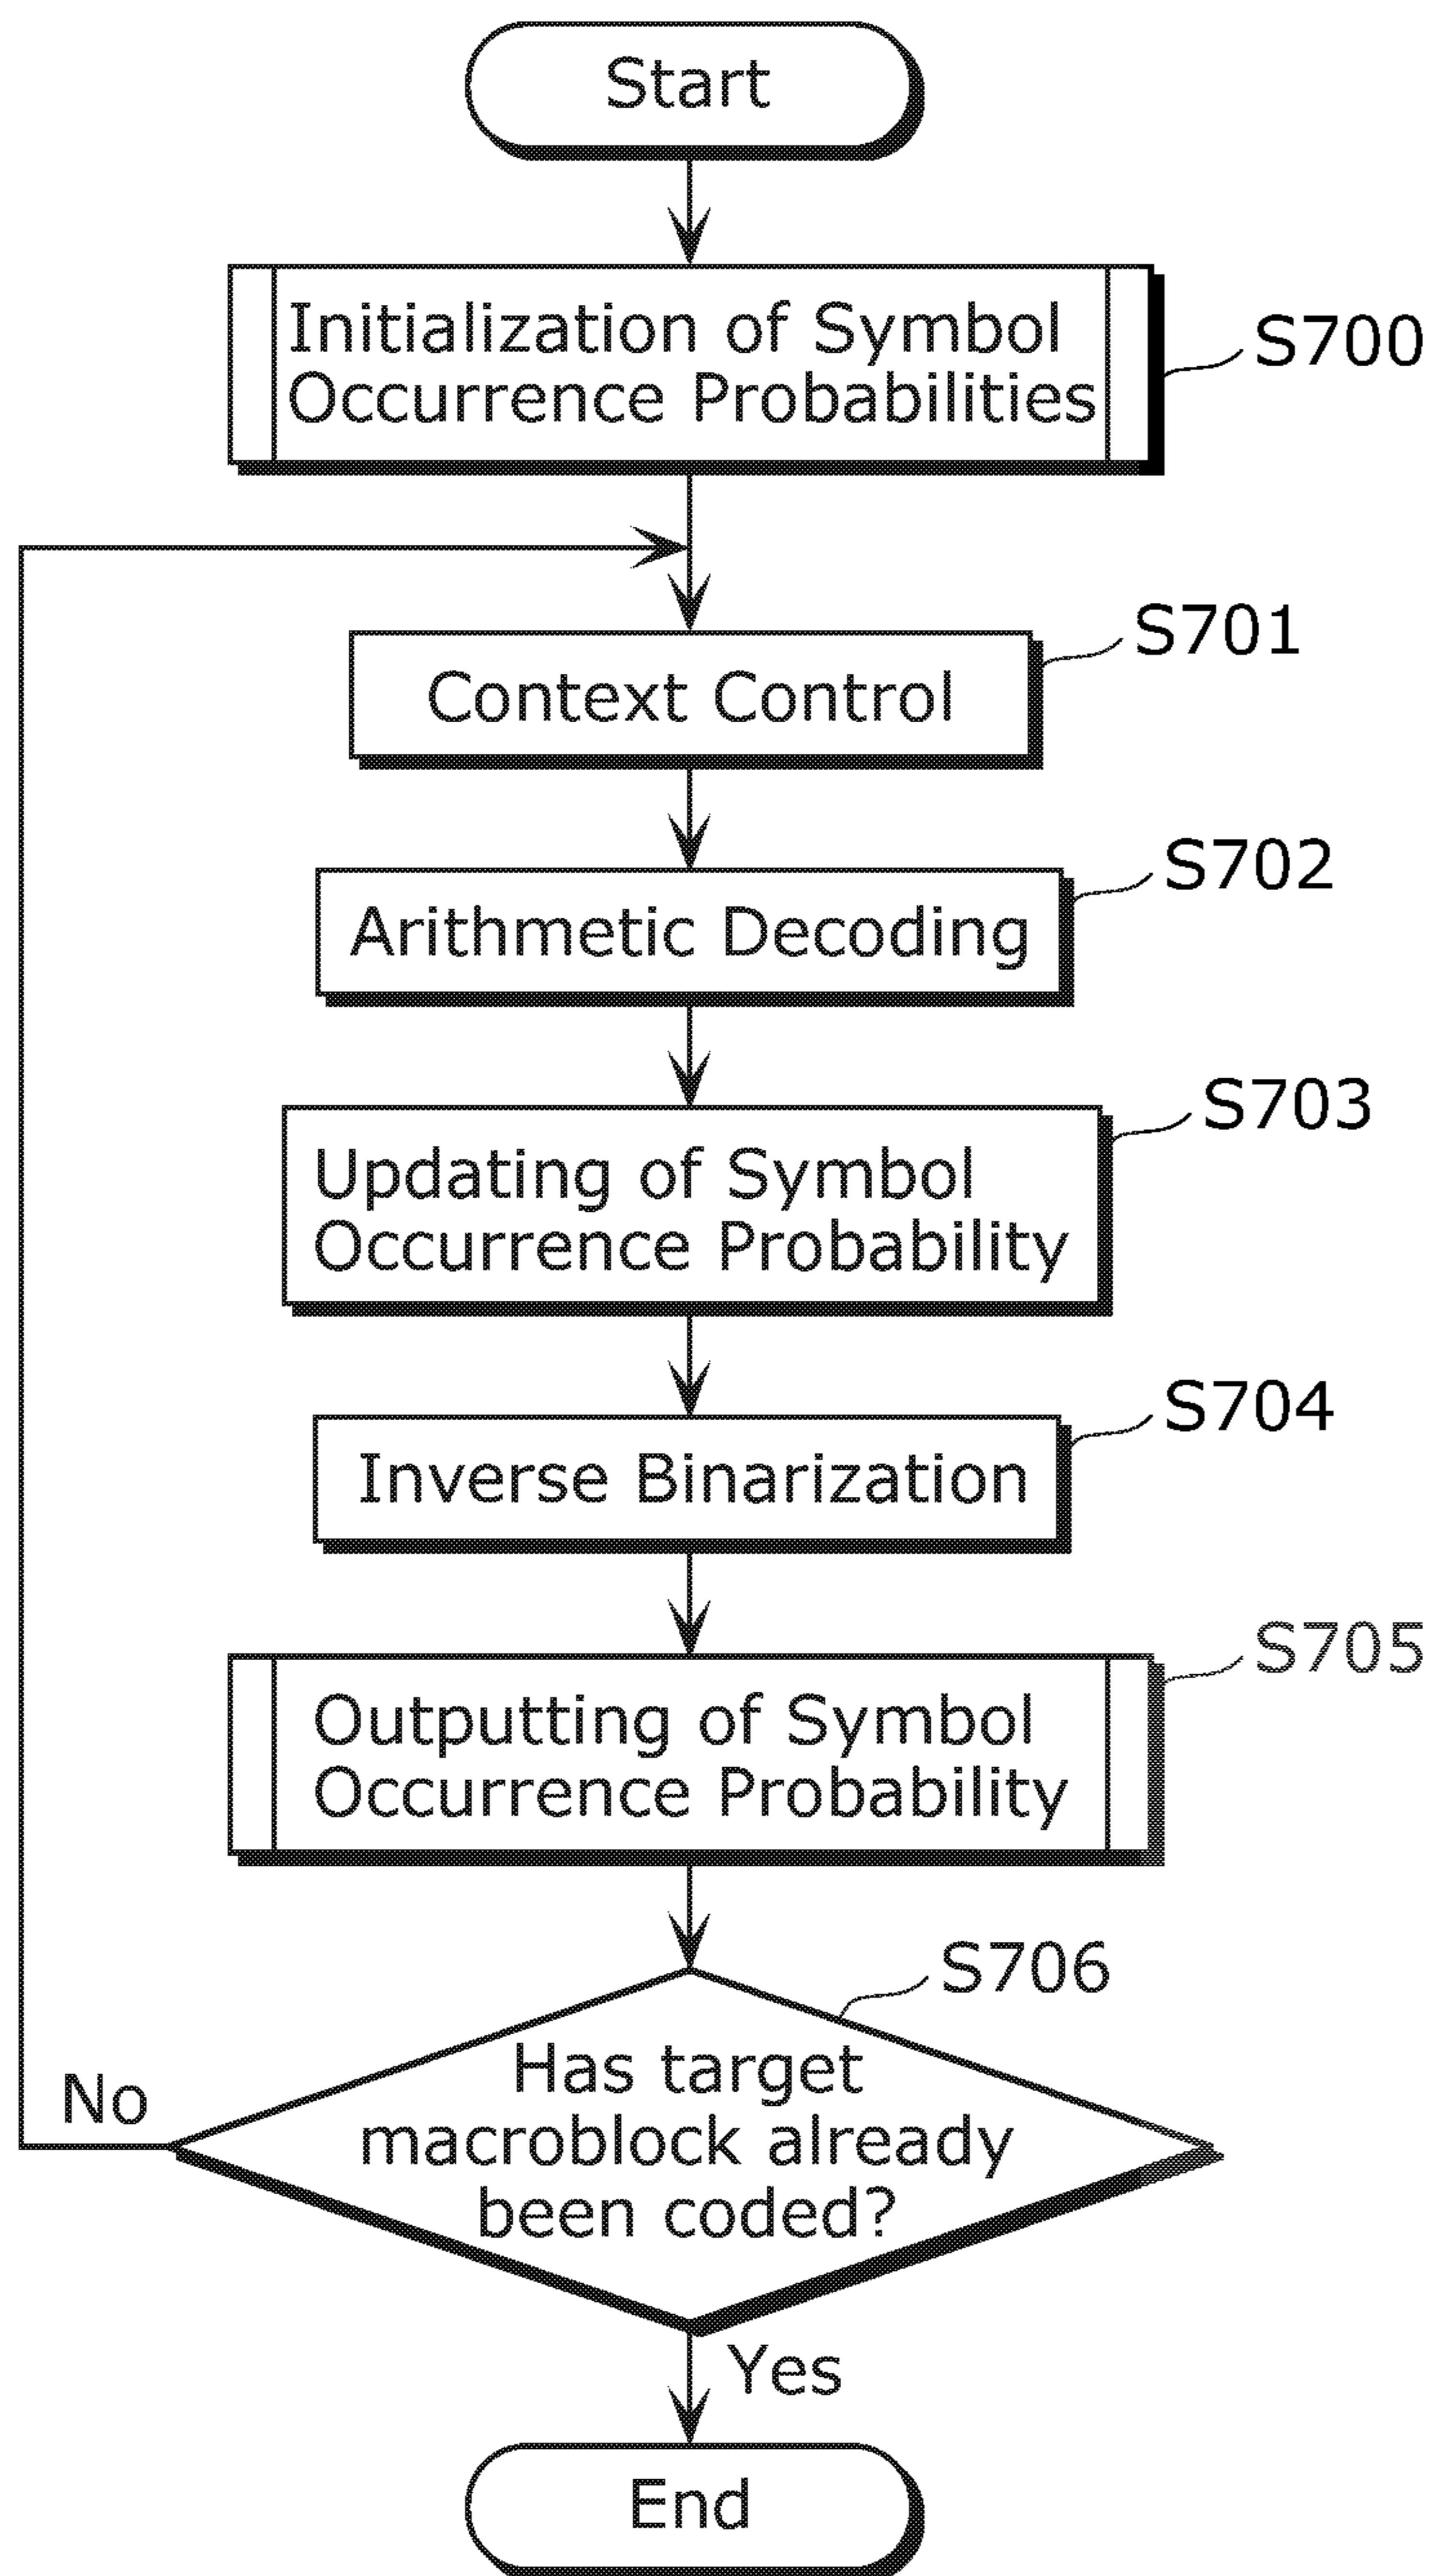 Start
Initialization of Symbol
Occurrence Probabilities
S700
S701
Context Control
S702
Arithmetic Decoding
S703
Updating of Symbol
Occurrence Probability
S704
Inverse Binarization
S705
Outputting of Symbol
Occurrence Probability
S706
Has target
macroblock already
been coded?
No
Yes
End